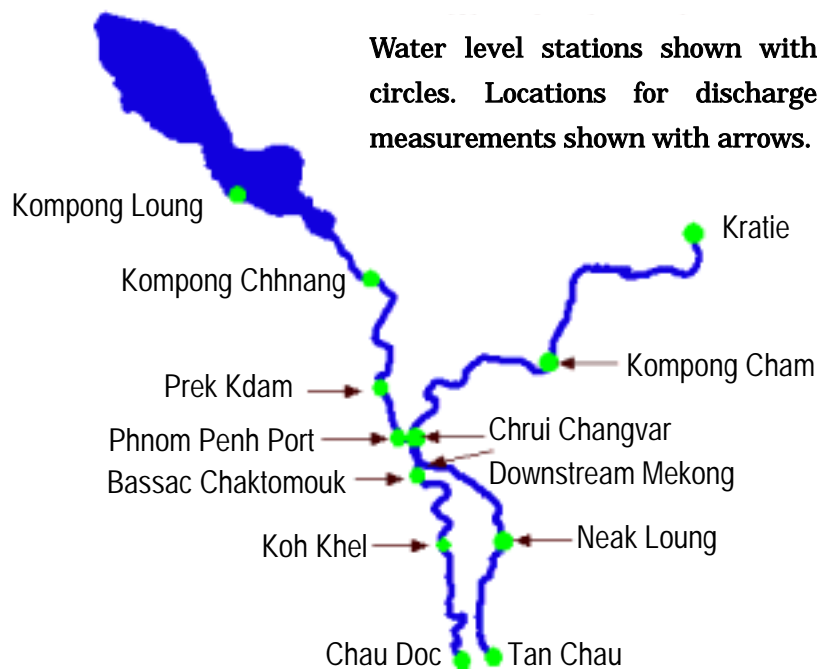 Water level stations shown with
circles. Locations for discharge
measurements shown with arrows.
Kompong Loung
Kratie
Kompong Chhnang
Kompong Cham
Prek Kdam
Phnom Penh Port
Chrui Changvar
Bassac Chaktomouk
Downstream Mekong
Koh Khel
Neak Loung
Chau Doc
Tan Chau